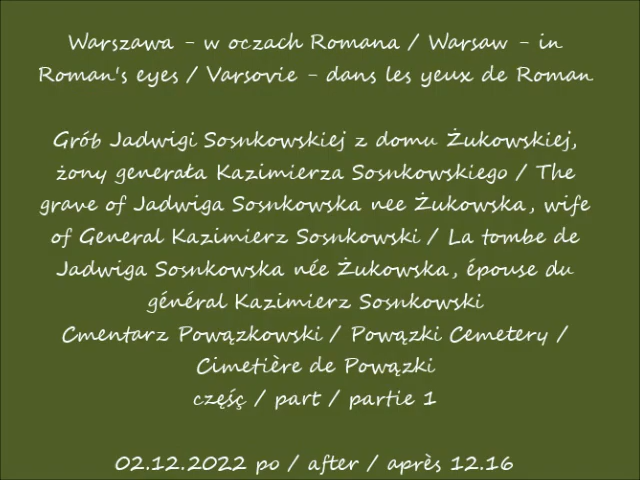 Warszawa - w oczach Romana / Warsaw - in
Roman's eyes / Varsovie - dans les yeux de Roman
Grób Jadwigi Sosnkowskiej z domu Żukowskiej,
żony generała Kazimierza Sosnkowskiego / The
grave of Jadwiga Sosnkowska nee Żukowska, wife
of General Kazimierz Sosnkowski / La tombe de
Jadwiga Sosnkowska née Żukowska, épouse du
général Kazimierz Sosnkowski
Cmentarz Powązkowski / Powązki Cemetery /
Cimetière de Powązki
częśç / part / partie 1
02.12.2022 po / after / après 12.16